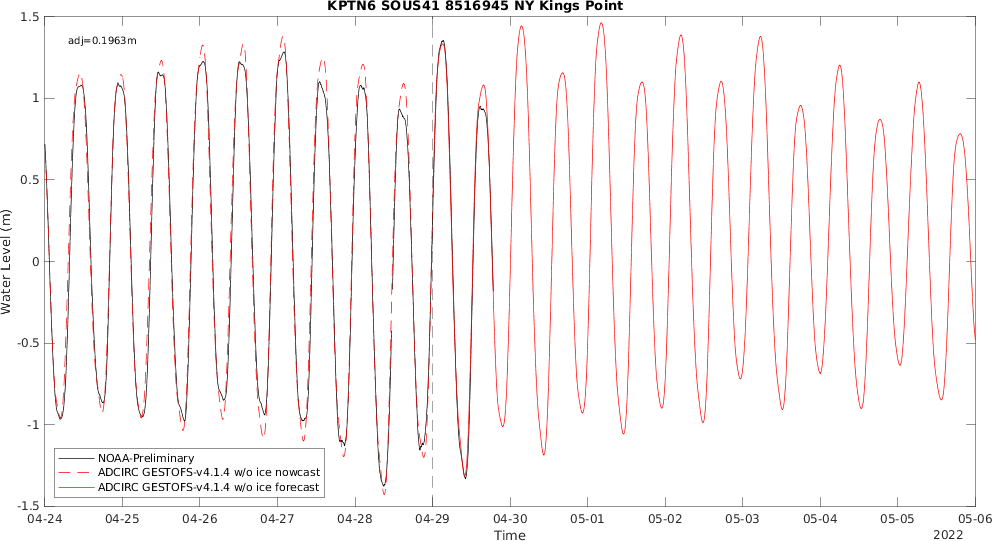 KPTN6 SOUS41 8516945 NY Kings Point
adj=0.1963m
Water Level (m)
1.5
1
0.5
0
-0.5
-1
-1.5
NOAA-Preliminary
ADCIRC GESTOFS-v4.1.4 w/o ice nowcast
ADCIRC GESTOFS-v4.1.4 w/o ice forecast
04-24 04-25 04-26 04-27 04-28 04-29 04-30 05-01 05-02 05-03 05-04 05-05 05-06
Time
2022